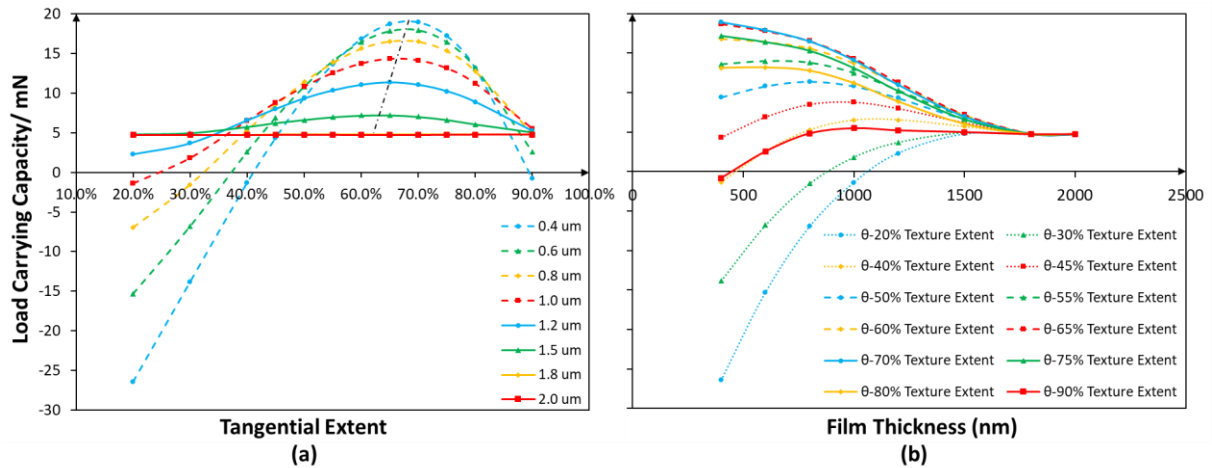 Load Carrying Capacity/ mN
20
15
10
5
0
-5
-10
-15
-20
-25
-30
10.0% 20.0% 30.0% 40.0% 50.0% 60.0% 70.0% 80.0% 90.0% 100.0%
0.4 um
0.6 um
0.8 um
1.0 um
1.2 um
1.5 um
1.8 um
2.0 um
Tangential Extent
(a)
0 500 1000 1500 2000 2500
θ-20% Texture Extent θ-30% Texture Extent
θ-40% Texture Extent θ-45% Texture Extent
θ-50% Texture Extent θ-55% Texture Extent
θ-60% Texture Extent θ-65% Texture Extent
θ-70% Texture Extent θ-75% Texture Extent
θ-80% Texture Extent θ-90% Texture Extent
Film Thickness (nm)
(b)